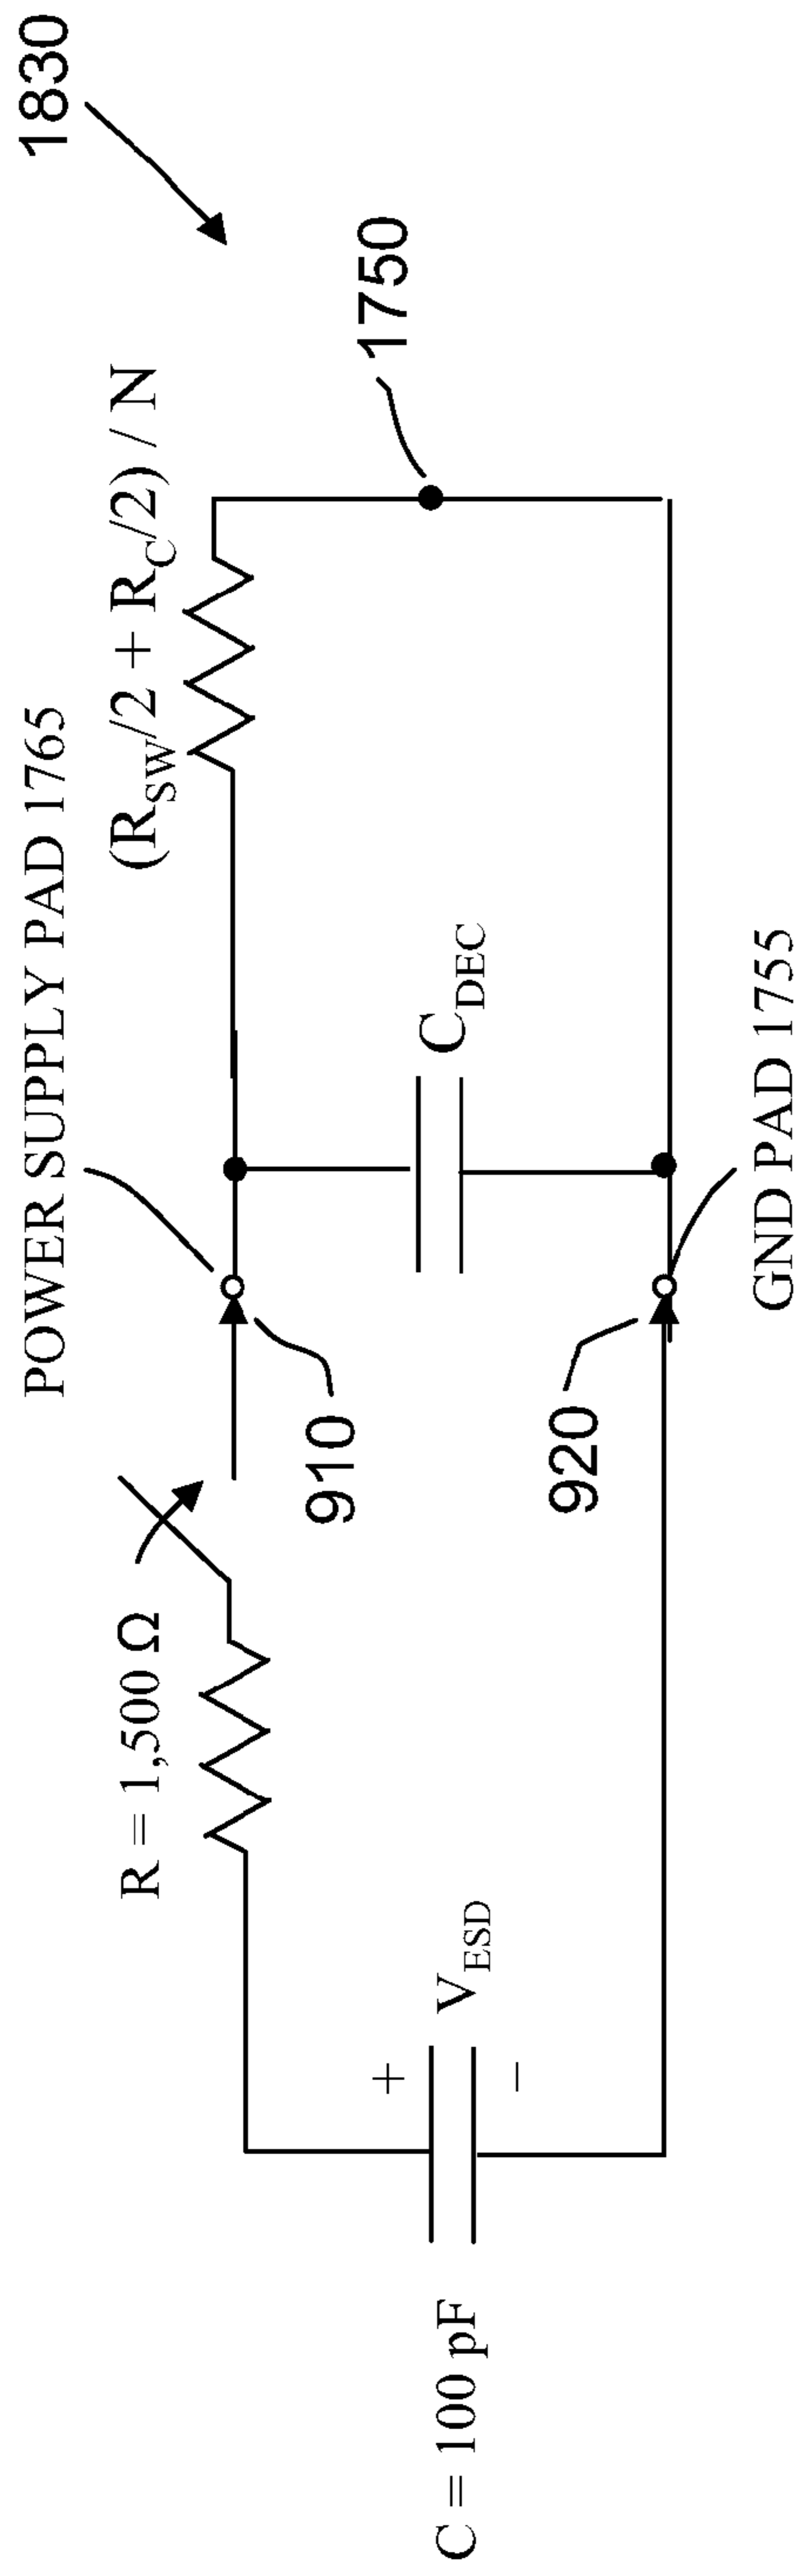 1830
POWER SUPPLY PAD 1765
(R_SW/2 + R_C/2) / N
1750
R = 1,500 Ω
910
C_DEC
+
V_ESD
−
C = 100 pF
920
GND PAD 1755